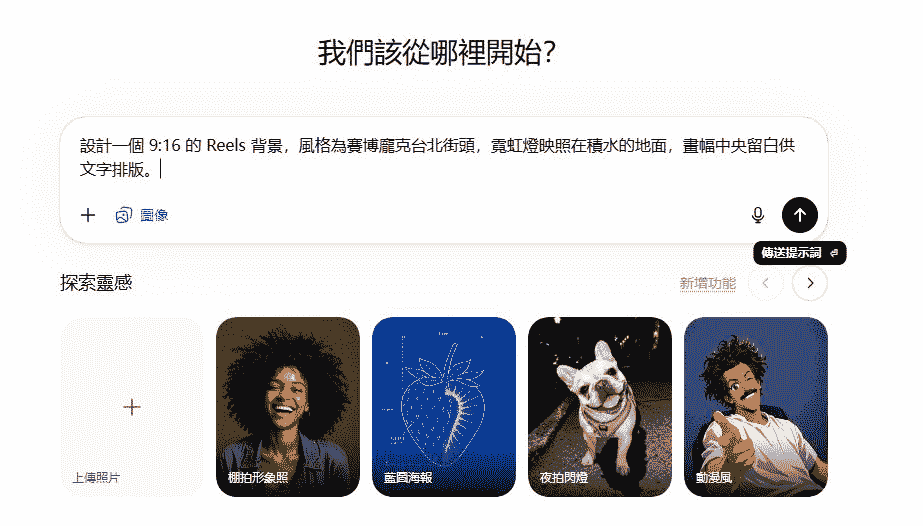 我們該從哪裡開始？
設計一個 9:16 的 Reels 背景，風格為賽博龐克台北街頭，霓虹燈映照在積水的地面，畫幅中央留白供
文字排版。
圖像
傳送提示詞
探索靈感
新增功能
上傳照片
棚拍形象照
藍圖海報
夜拍閃燈
動漫風